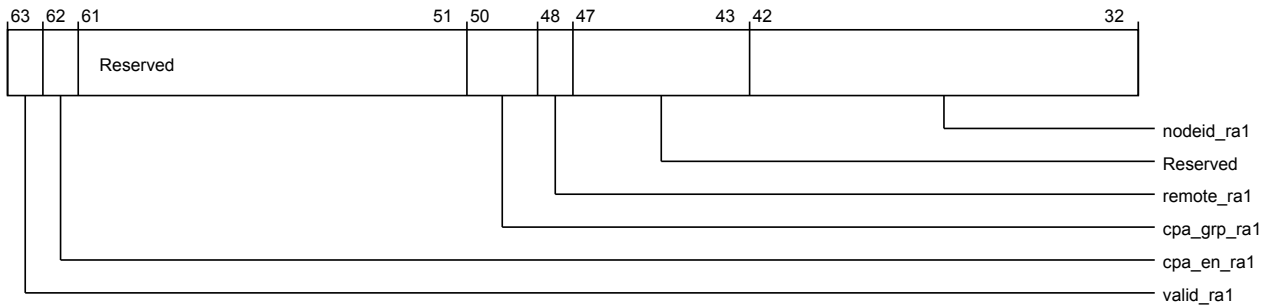 63 62 61 51 50 48 47 43 42 32
Reserved
nodeid_ra1
Reserved
remote_ra1
cpa_grp_ra1
cpa_en_ra1
valid_ra1